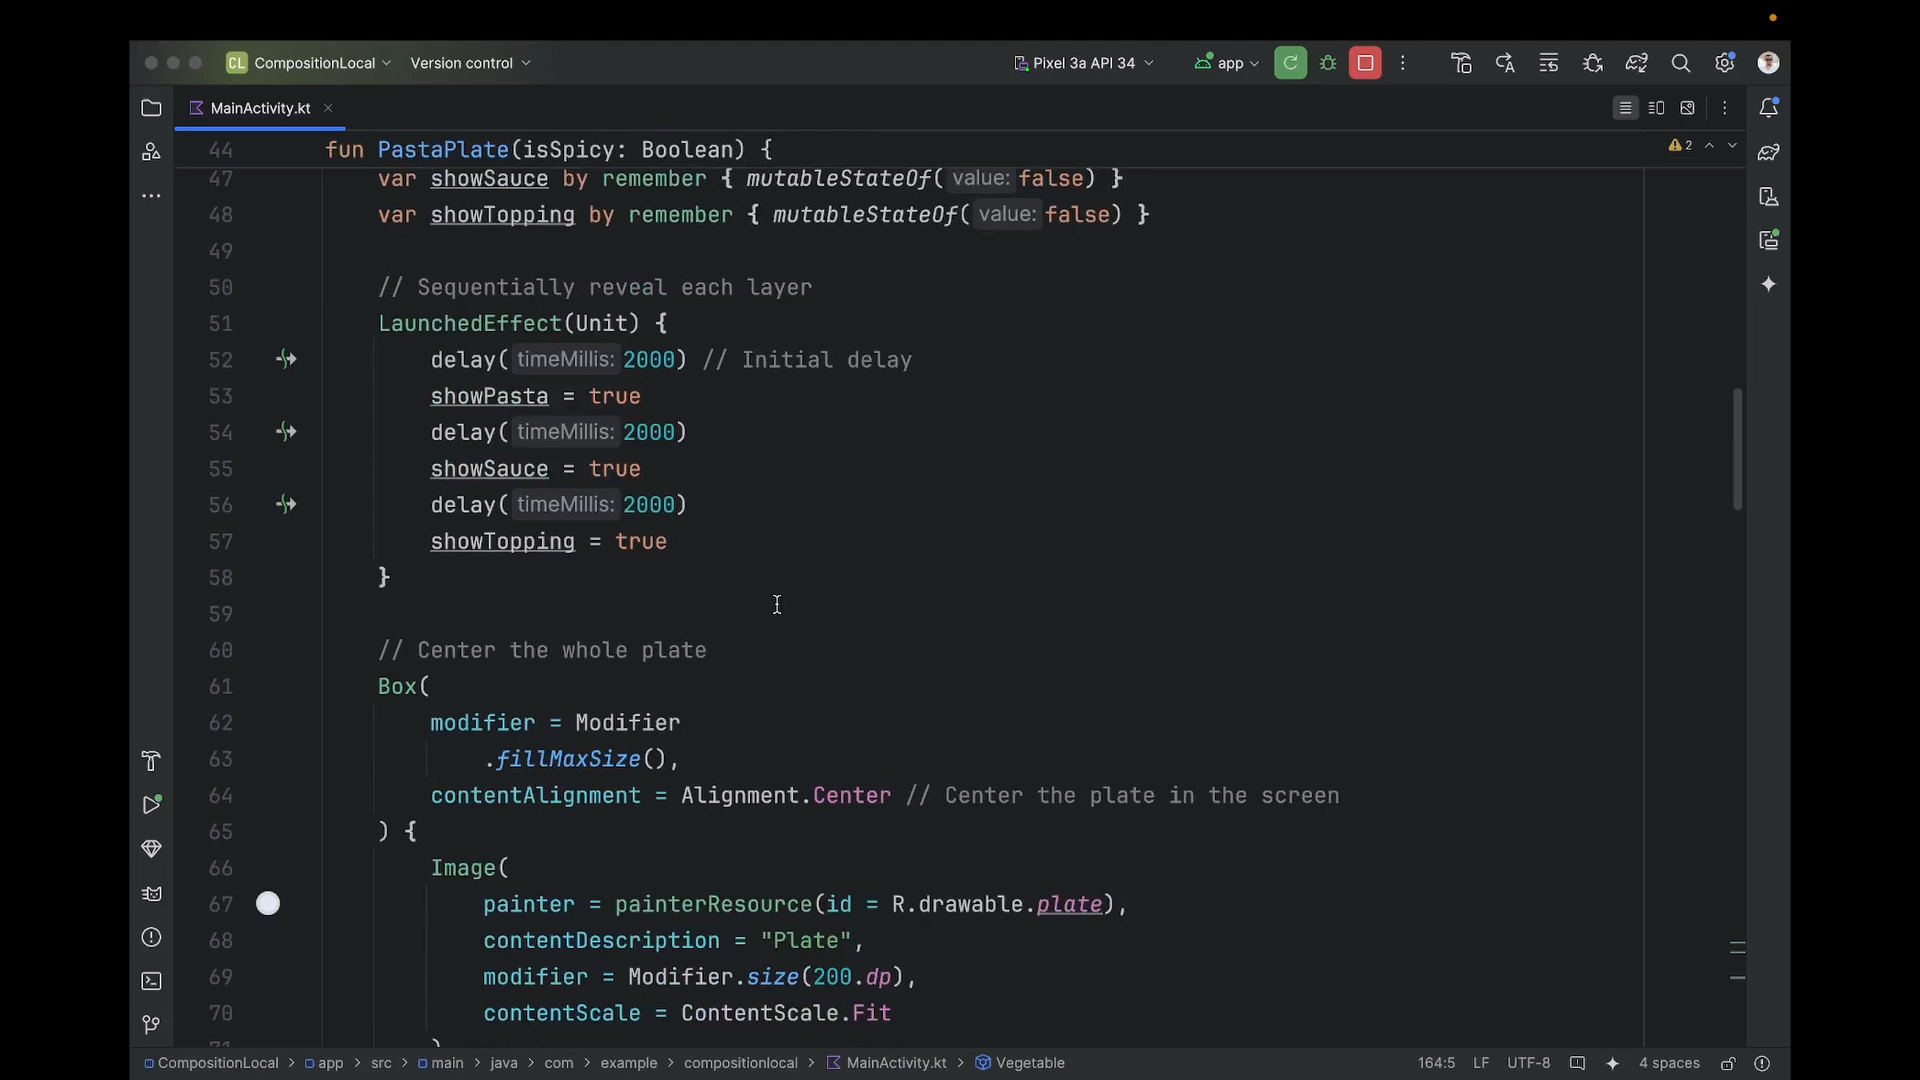 CL CompositionLocal Version control Pixel 3a API 34 app
MainActivity.kt
44 fun PastaPlate(isSpicy: Boolean) { 2
47 var showSauce by remember { mutableStateOf( value: false) }
48 var showTopping by remember { mutableStateOf( value: false) }
49
50 // Sequentially reveal each layer
51 LaunchedEffect(Unit) {
52 delay( timeMillis: 2000) // Initial delay
53 showPasta = true
54 delay( timeMillis: 2000)
55 showSauce = true
56 delay( timeMillis: 2000)
57 showTopping = true
58 }
59
60 // Center the whole plate
61 Box(
62 modifier = Modifier
63 .fillMaxSize(),
64 contentAlignment = Alignment.Center // Center the plate in the screen
65 ) {
66 Image(
67 painter = painterResource(id = R.drawable.plate),
68 contentDescription = "Plate",
69 modifier = Modifier.size(200.dp),
70 contentScale = ContentScale.Fit
71 )
CompositionLocal > app > src > main > java > com > example > compositionlocal > MainActivity.kt > Vegetable 164:5 LF UTF-8 4 spaces